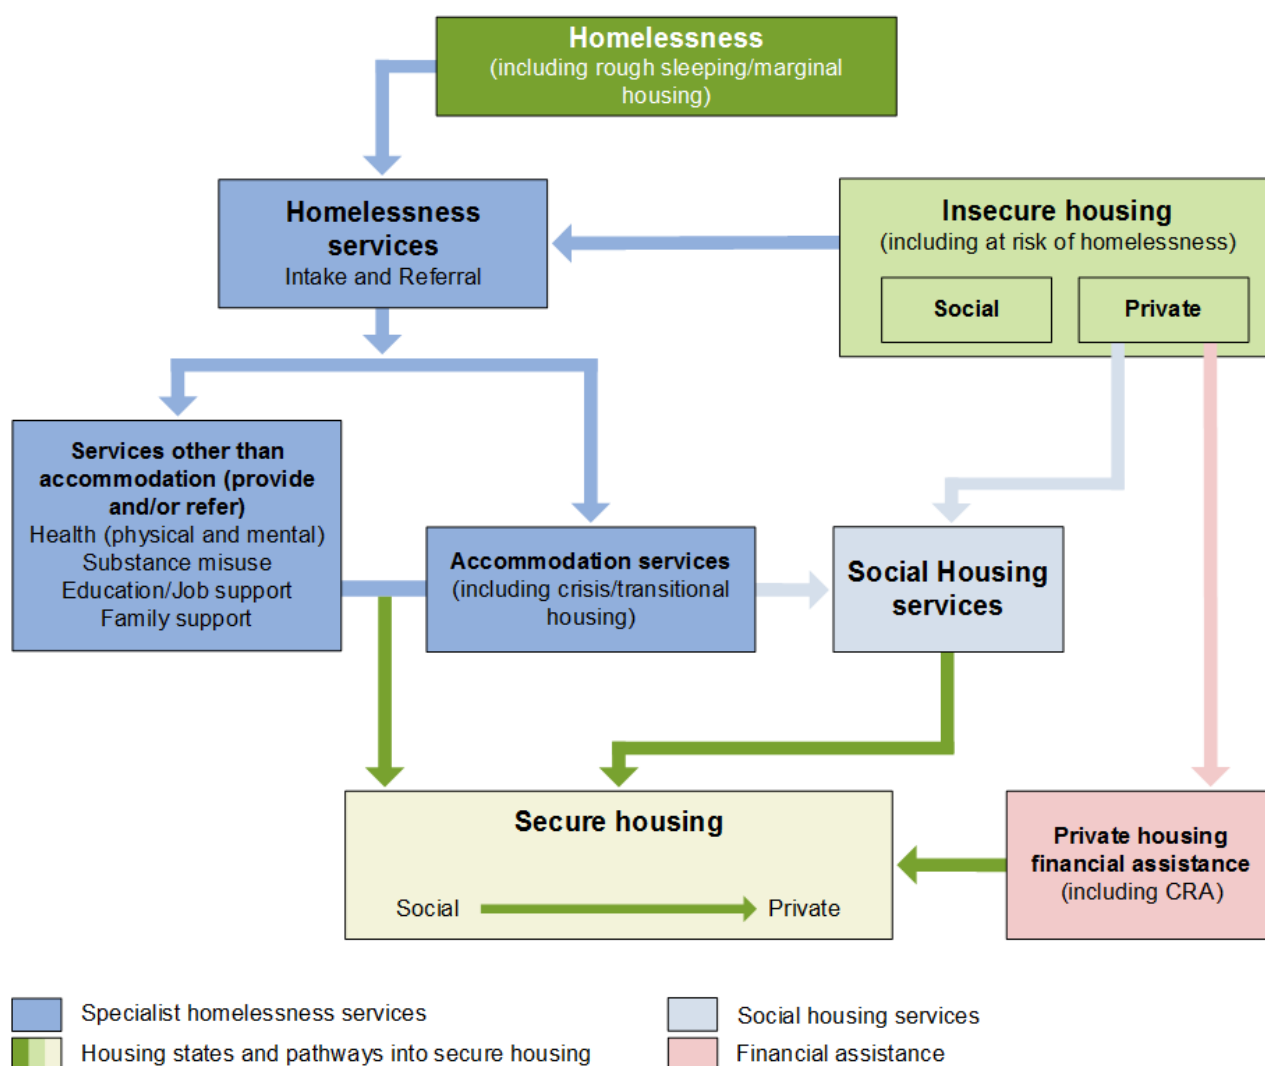 Homelessness
(including rough sleeping/marginal
housing)
Homelessness
services
Intake and Referral
Insecure housing
(including at risk of homelessness)
Social
Private
Services other than
accommodation (provide
and/or refer)
Health (physical and mental)
Substance misuse
Education/Job support
Family support
Accommodation services
(including crisis/transitional
housing)
Social Housing
services
Secure housing
Social
Private
Private housing
financial assistance
(including CRA)
Specialist homelessness services
Social housing services
Housing states and pathways into secure housing
Financial assistance